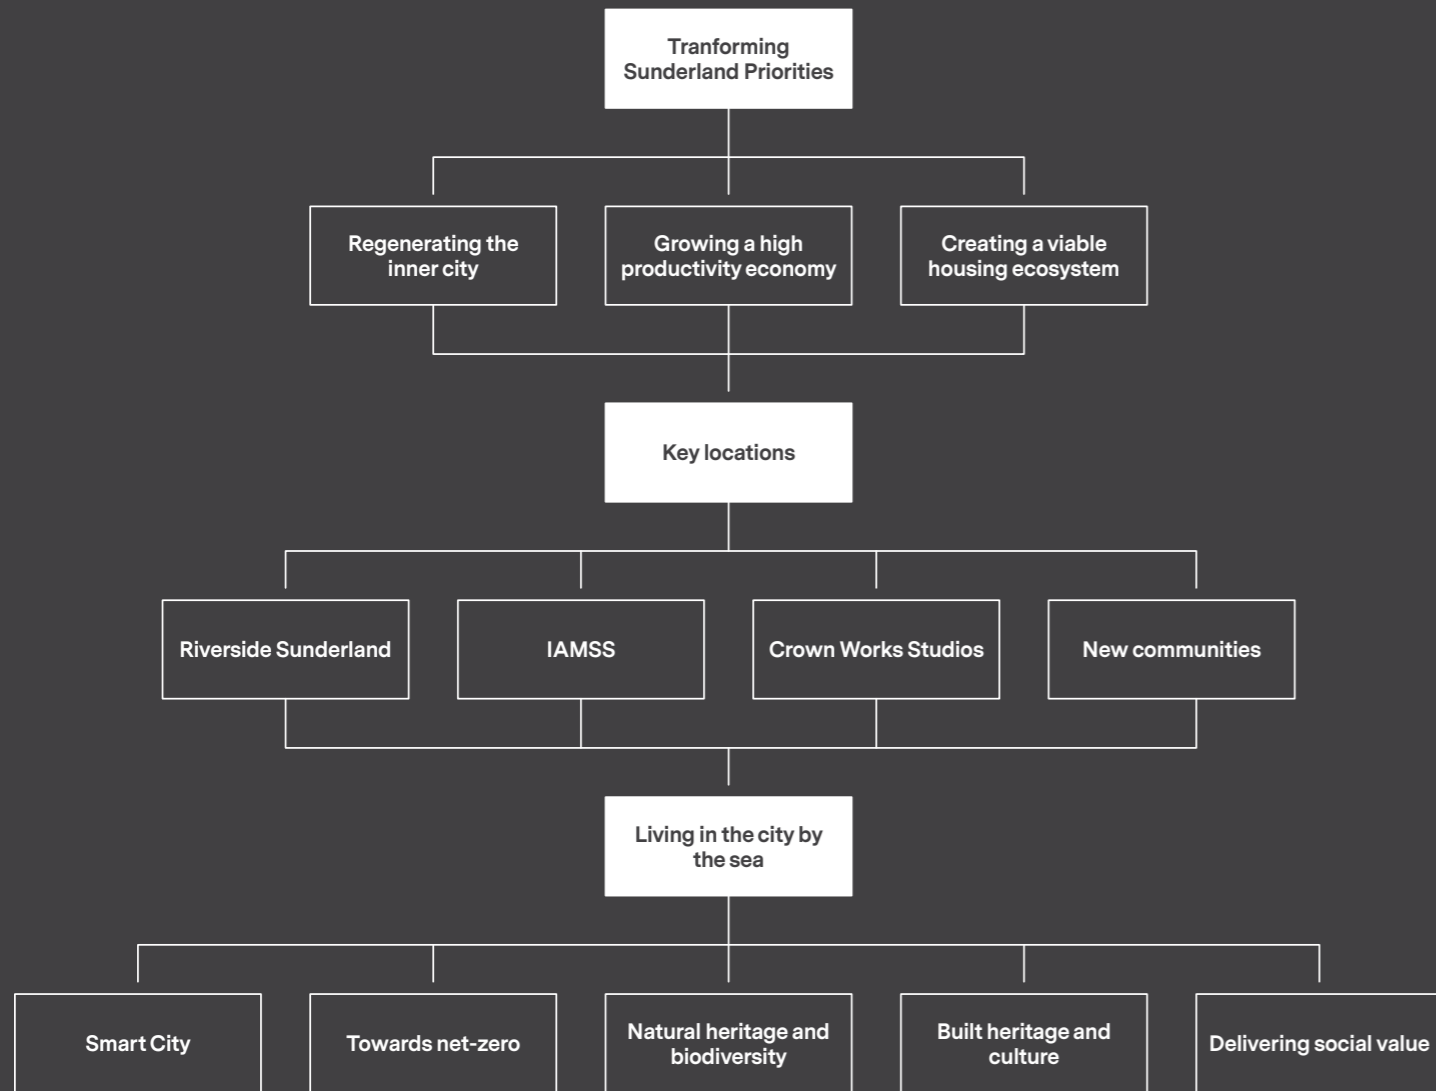 Tranforming
Sunderland Priorities
Regenerating the
inner city
Growing a high
productivity economy
Creating a viable
housing ecosystem
Key locations
Riverside Sunderland
IAMSS
Crown Works Studios
New communities
Living in the city by
the sea
Smart City
Towards net-zero
Natural heritage and
biodiversity
Built heritage and
culture
Delivering social value